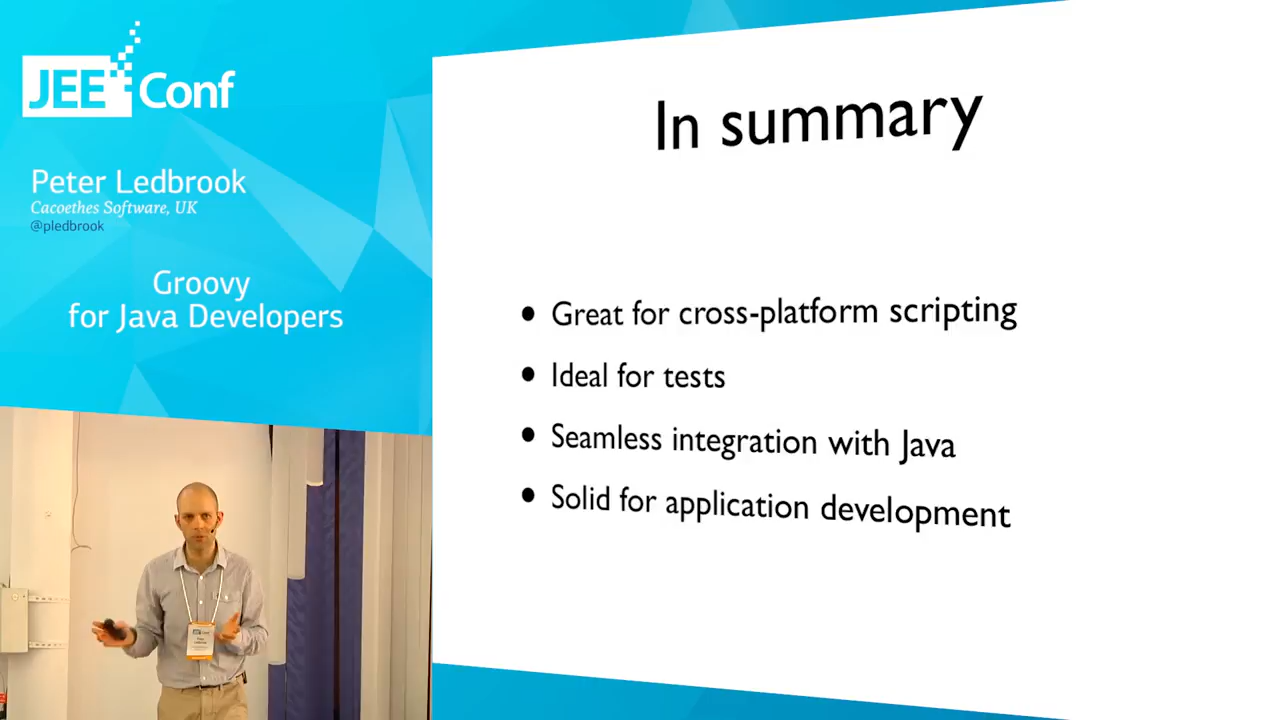 JEE Conf
Peter Ledbrook
Cacoethes Software, UK
@pledbrook
Groovy
for Java Developers
In summary
• Great for cross-platform scripting
• Ideal for tests
• Seamless integration with Java
• Solid for application development